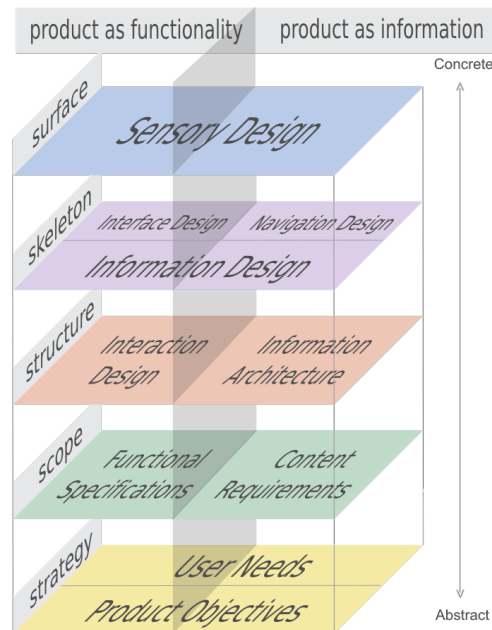 product as functionality
product as information
Concrete
surface
Sensory Design
skeleton
Interface Design
Navigation Design
Information Design
structure
Interaction
Design
Information
Architecture
scope
Functional
Specifications
Content
Requirements
strategy
User Needs
Product Objectives
Abstract